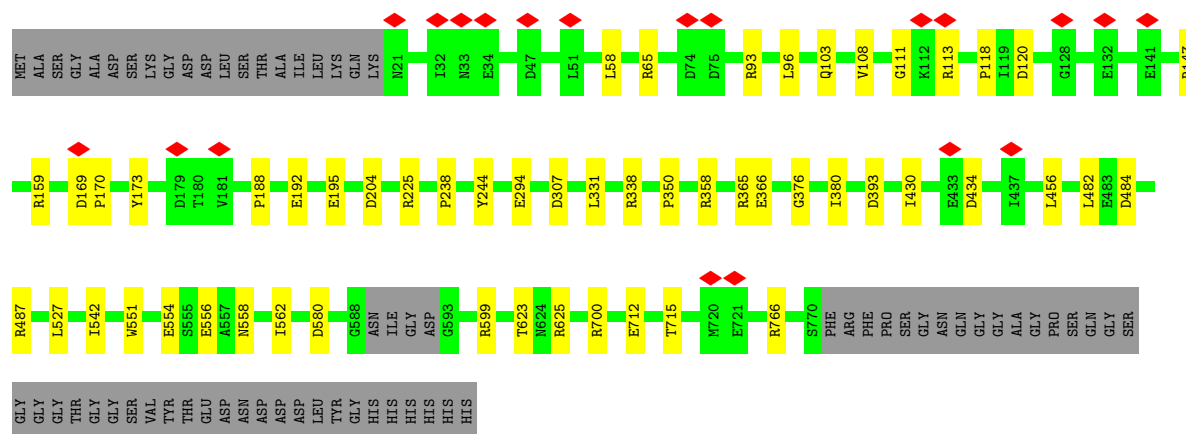 MET ALA SER GLY ALA ASP SER LYS GLY ASP ASP LEU SER THR ALA ILE LEU LYS GLN LYS N21 I32 N33 E34 D47 L51 L58 R65 D74 D75 R93 L96 Q103 V108 G111 K112 R113 P118 I119 D120 G128 E132 E141
R159 D169 P170 Y173 D179 T180 V181 P188 E192 E195 D204 R225 P238 Y244 E294 D307 L331 R338 P350 R358 R365 E366 G376 I380 D393 I430 E433 D434 I437 L456 L482 E483 D484
R487 L527 I542 W551 E554 S555 E556 A557 N558 I562 D580 G588 ASN ILE GLY ASP G593 R599 T623 N624 R625 R700 E712 T715 M720 E721 R766 S770 PHE ARG PHE PRO SER GLY ASN GLN GLY GLY ALA GLY PRO SER GLN GLY SER
GLY GLY GLY THR GLY GLY SER VAL TYR THR GLU ASP ASN ASP ASP ASP LEU TYR GLY HIS HIS HIS HIS HIS HIS